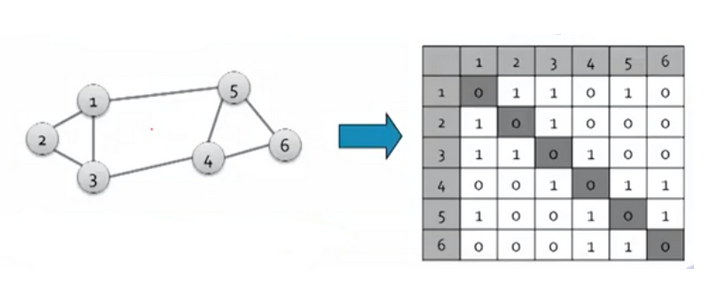 1
5
2
6
4
3
1 2 3 4 5 6
1 0 1 1 0 1 0
2 1 0 1 0 0 0
3 1 1 0 1 0 0
4 0 0 1 0 1 1
5 1 0 0 1 0 1
6 0 0 0 1 1 0